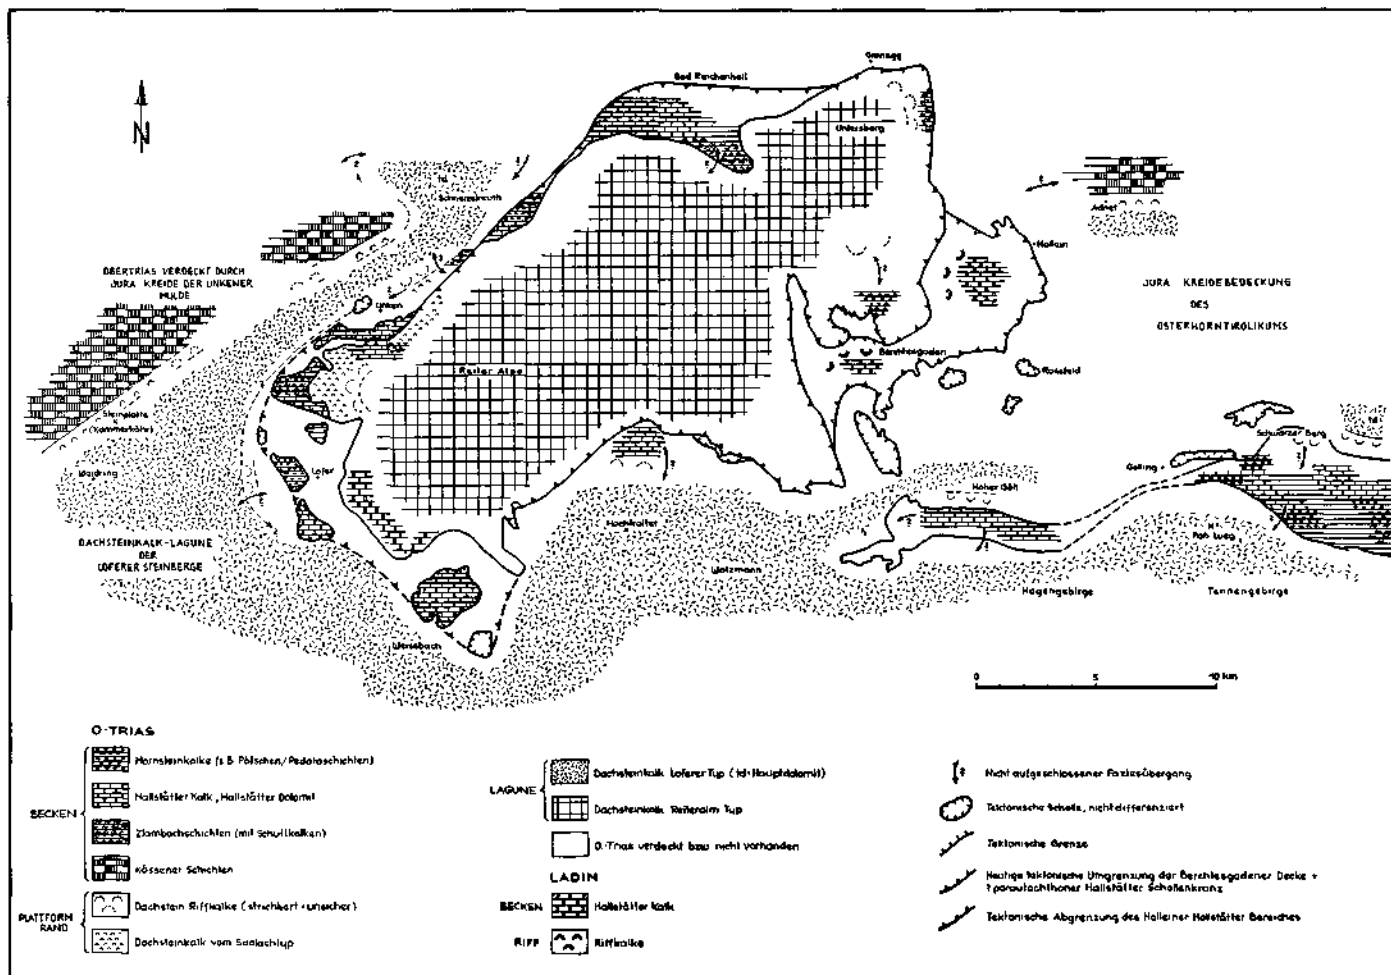 Grenegg
Bad Reichenhall
N
Untersberg
td
Schneizelreuth
Adnet
Hallein
OBERTRIAS VERDECKT DURCH
JURA KREIDE DER UNKENER
MULDE
JURA KREIDEBEDECKUNG
DES
OSTERHORNTIROLIKUMS
Unken
Berchtesgaden
Reiter Alpe
Rossfeld
Steinplatte
(Kammerköhr)
Schwarzer Berg
td
Golling
Waidring
Lofer
Hoher Göll
DACHSTEINKALK-LAGUNE
DER
LOFERER STEINBERGE
Hochkalter
Watzmann
Paß Lueg
Hagengebirge
Tennengebirge
Weissbach
0 5 10 km
O-TRIAS
BECKEN
Hornsteinkalke (z B Pötschen/Pedataschichten)
Hallstätter Kalk, Hallstätter Dolomit
Zlambachschichten (mit Schuttkalken)
Kössener Schichten
PLATTFORM
RAND
Dachstein Riffkalke (strichliert = unsicher)
Dachsteinkalk vom Saalachtyp
LAGUNE
Dachsteinkalk Loferer Typ (td = Hauptdolomit)
Dachsteinkalk Reiteralm Typ
O.-Trias verdeckt bzw nicht vorhanden
LADIN
BECKEN
Hallstätter Kalk
RIFF
Riffkalke
Nicht aufgeschlossener Faziesübergang
Tektonische Scholle, nicht differenziert
Tektonische Grenze
Heutige tektonische Umgrenzung der Berchtesgadener Decke +
? parautochthoner Hallstätter Schollenkranz
Tektonische Abgrenzung des Halleiner Hallstätter Bereiches